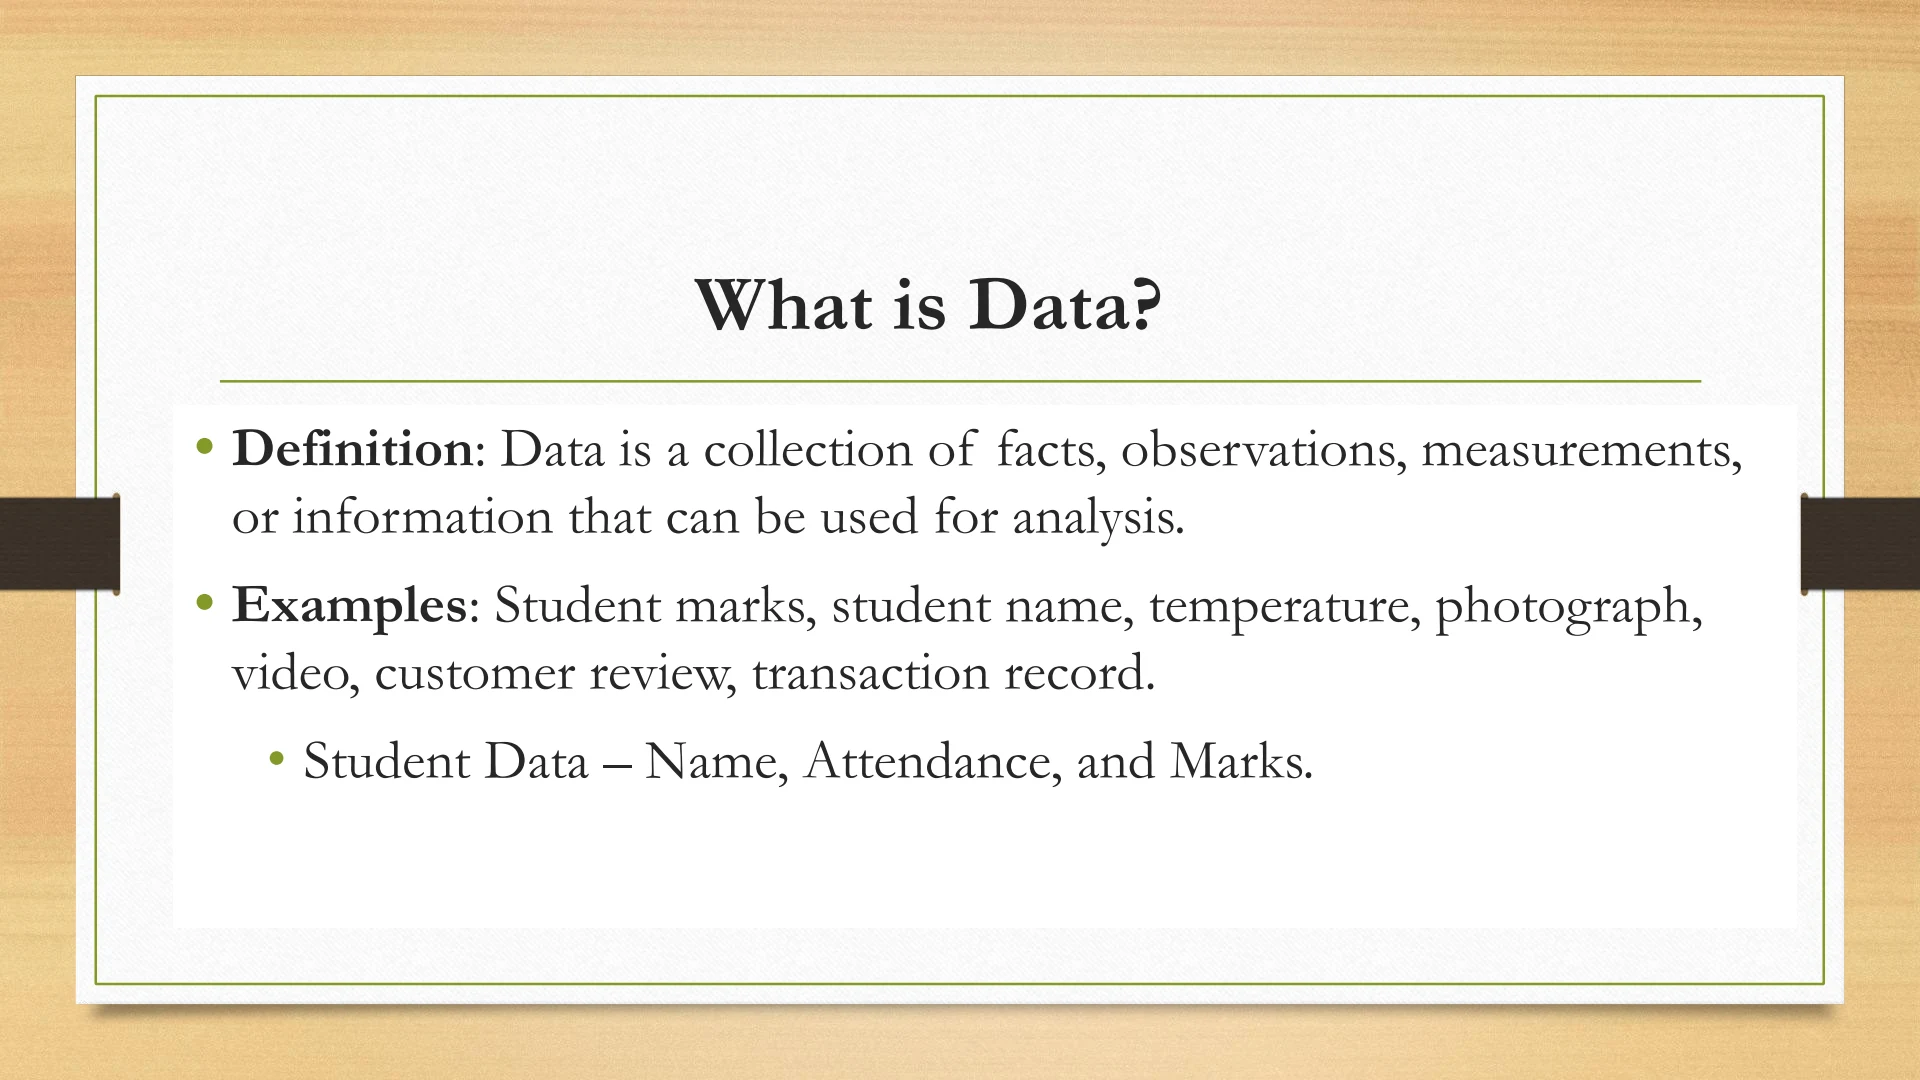 What is Data?
• Definition: Data is a collection of facts, observations, measurements,
or information that can be used for analysis.
• Examples: Student marks, student name, temperature, photograph,
video, customer review, transaction record.
• Student Data – Name, Attendance, and Marks.